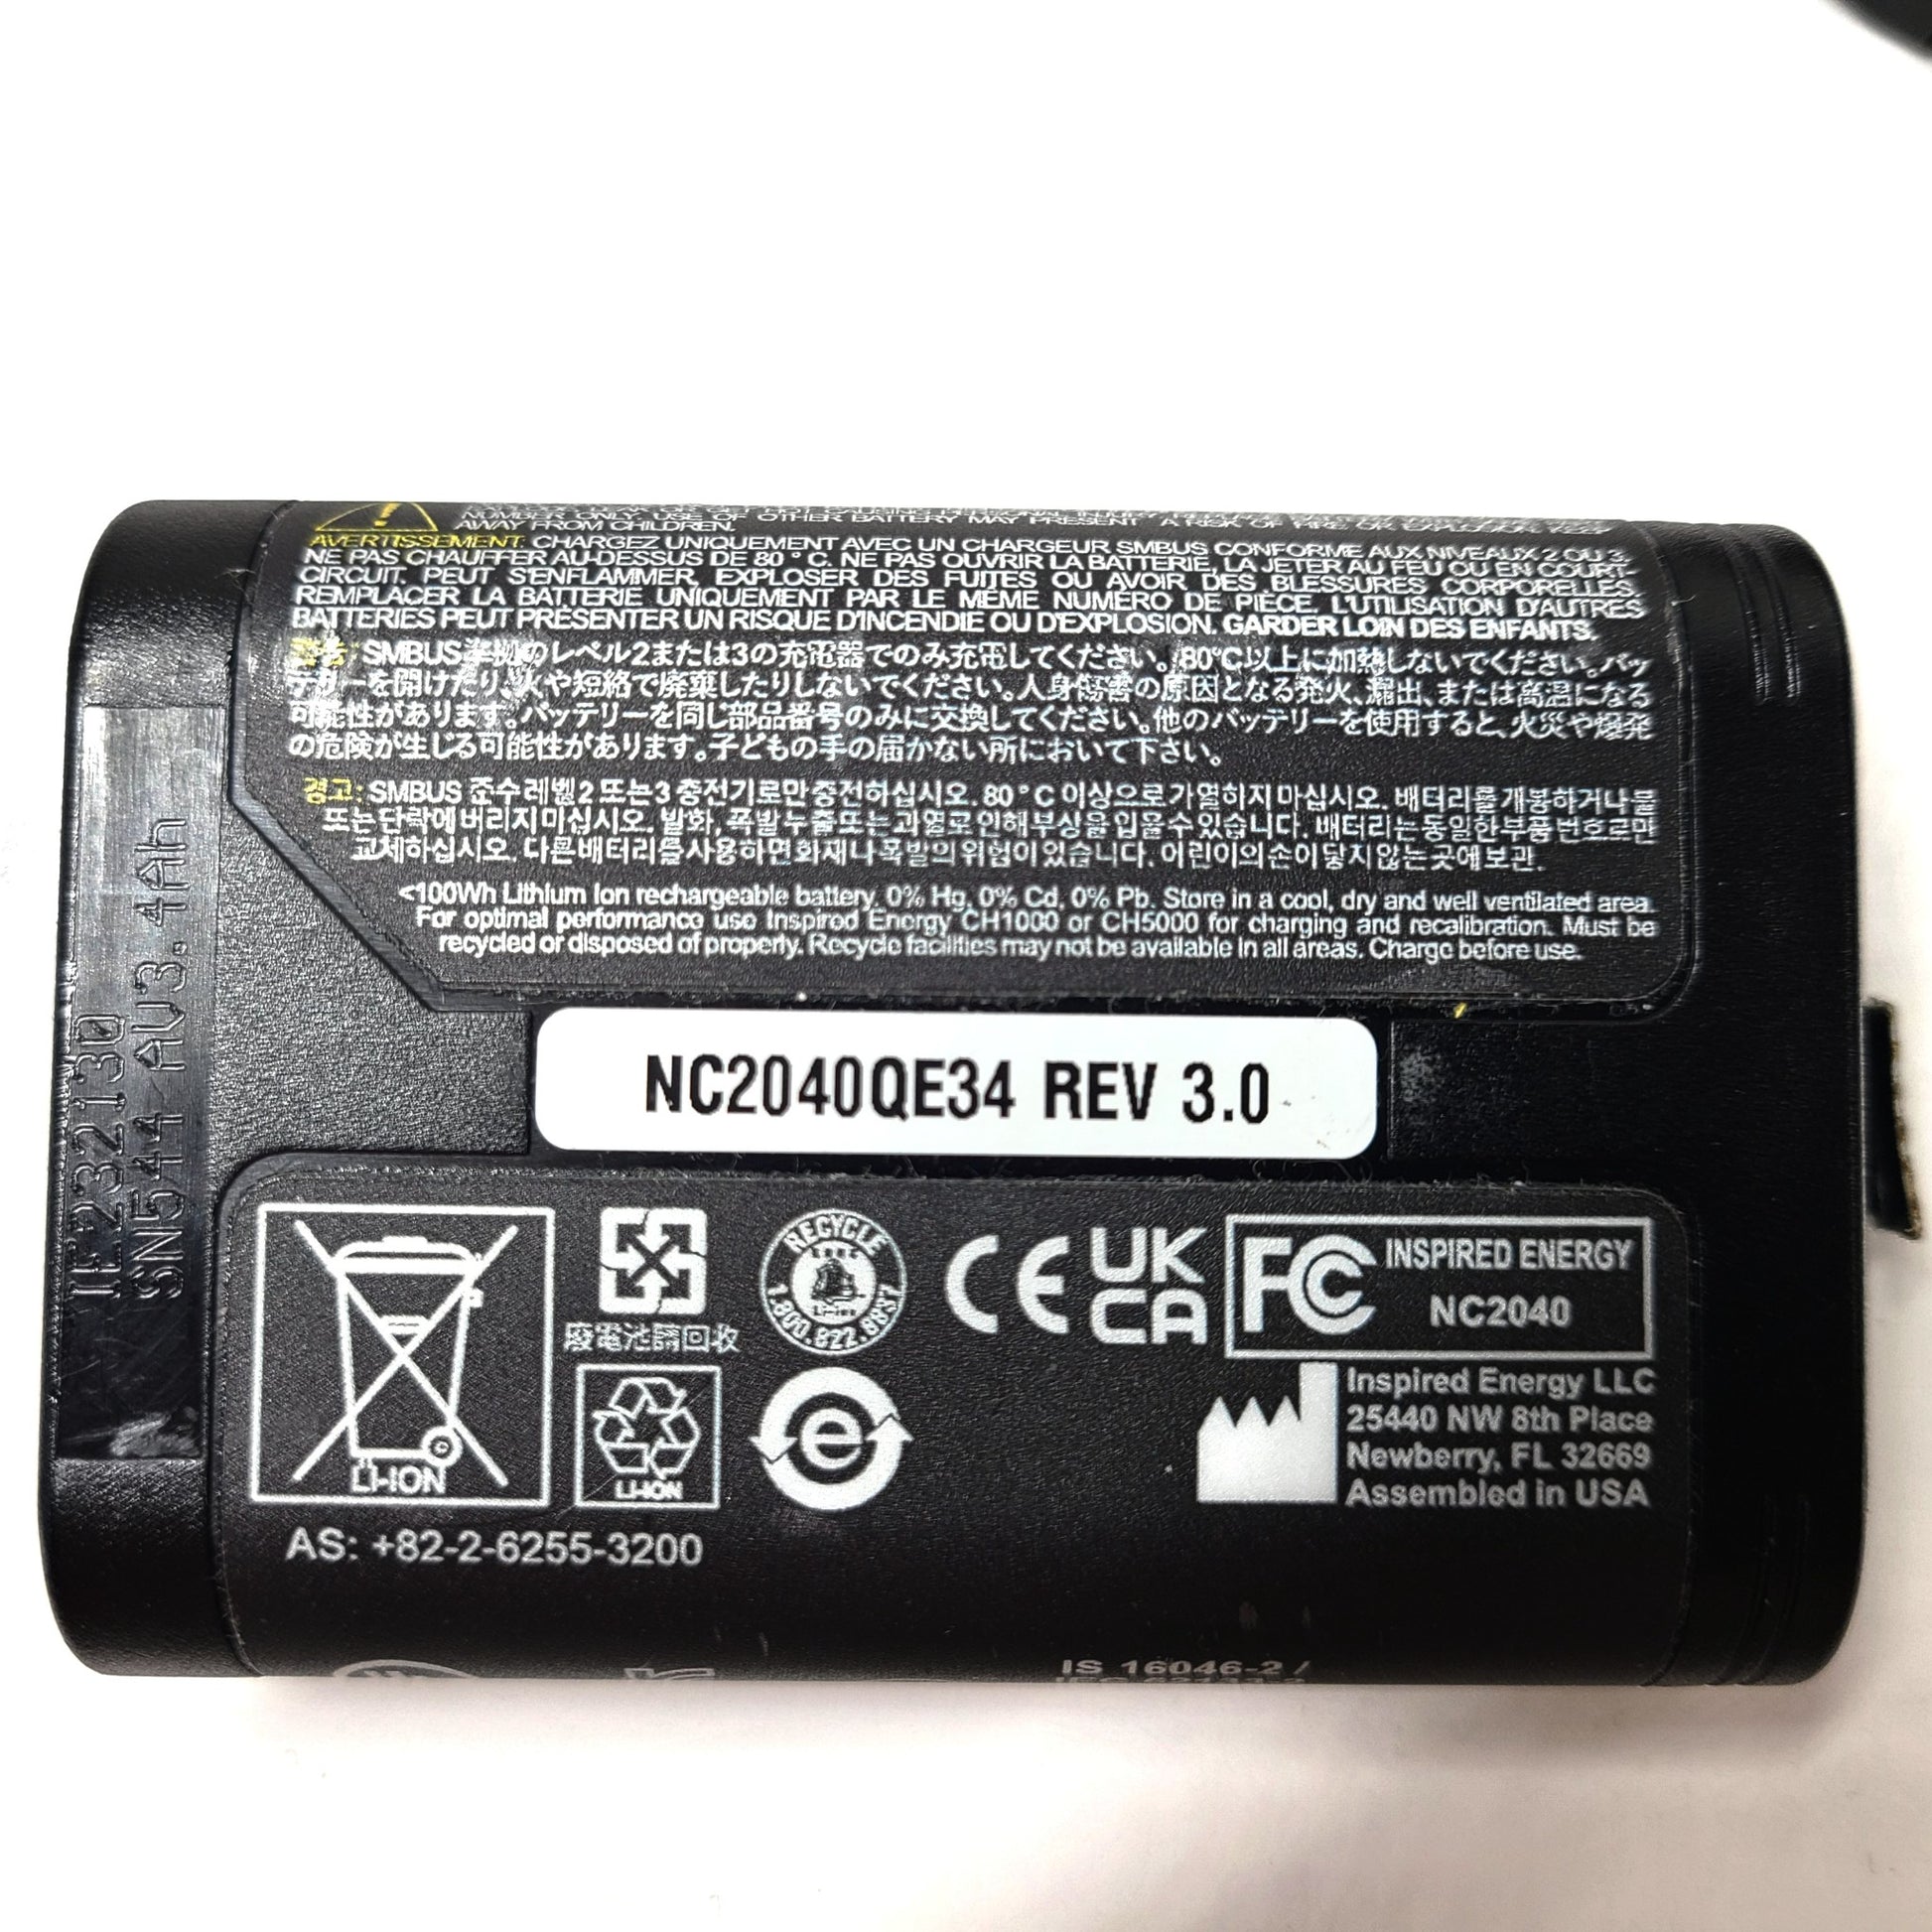 NUMBER ONLY. USE OF OTHER BATTERY MAY PRESENT A RISK OF FIRE OR EXPLOSION. KEEP
AWAY FROM CHILDREN.
AVERTISSEMENT: CHARGEZ UNIQUEMENT AVEC UN CHARGEUR SMBUS CONFORME AUX NIVEAUX 2 OU 3.
NE PAS CHAUFFER AU-DESSUS DE 80 ° C. NE PAS OUVRIR LA BATTERIE, LA JETER AU FEU OU EN COURT-
CIRCUIT. PEUT S'ENFLAMMER, EXPLOSER DES FUITES OU AVOIR DES BLESSURES CORPORELLES.
REMPLACER LA BATTERIE UNIQUEMENT PAR LE MÊME NUMÉRO DE PIÈCE. L'UTILISATION D'AUTRES
BATTERIES PEUT PRÉSENTER UN RISQUE D'INCENDIE OU D'EXPLOSION. GARDER LOIN DES ENFANTS.
SMBUS準拠のレベル2または3の充電器でのみ充電してください。80°C以上に加熱しないでください。バッ
テリーを開けたり、火や短絡で廃棄したりしないでください。人身傷害の原因となる発火、漏出、または高温になる
可能性があります。バッテリーを同じ部品番号のみに交換してください。他のバッテリーを使用すると、火災や爆発
の危険が生じる可能性があります。子どもの手の届かない所において下さい。
경고: SMBUS 준수 레벨 2 또는 3 충전기로만 충전하십시오. 80 ° C 이상으로 가열하지 마십시오. 배터리를 개봉하거나 불
또는 단락에 버리지 마십시오. 발화, 폭발 누출 또는 과열로 인해 부상을 입을 수 있습니다. 배터리는 동일한 부품 번호로만
교체하십시오. 다른 배터리를 사용하면 화재나 폭발의 위험이 있습니다. 어린이의 손이 닿지 않는 곳에 보관.
<100Wh Lithium Ion rechargeable battery. 0% Hg, 0% Cd, 0% Pb. Store in a cool, dry and well ventilated area.
For optimal performance use Inspired Energy CH1000 or CH5000 for charging and recalibration. Must be
recycled or disposed of properly. Recycle facilities may not be available in all areas. Charge before use.
IE232130
SN544 AU3.4Ah
NC2040QE34 REV 3.0
LI-ION
廢電池請回收
LI-ION
RECYCLE
Li-ion
1.800.822.8837
e
CE
UK
CA
FC
INSPIRED ENERGY
NC2040
Inspired Energy LLC
25440 NW 8th Place
Newberry, FL 32669
Assembled in USA
AS: +82-2-6255-3200
IS 16046-2 /
IEC 62133-2